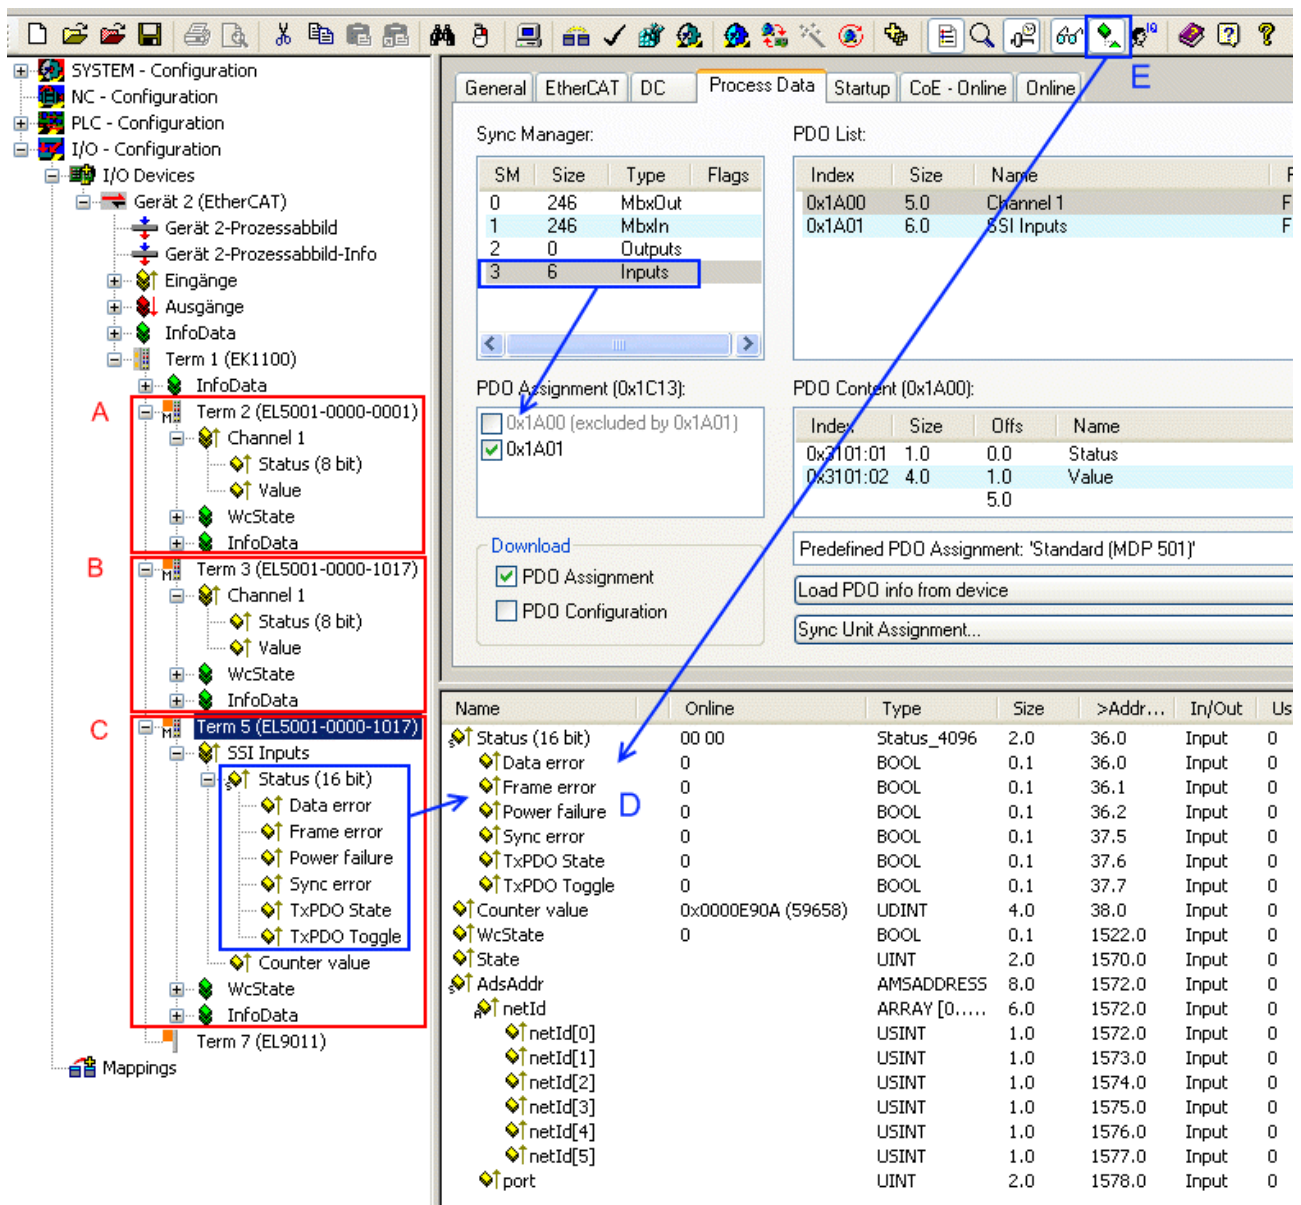 E
SYSTEM - Configuration
NC - Configuration
PLC - Configuration
I/O - Configuration
I/O Devices
Gerät 2 (EtherCAT)
Gerät 2-Prozessabbild
Gerät 2-Prozessabbild-Info
Eingänge
Ausgänge
InfoData
Term 1 (EK1100)
InfoData
A
Term 2 (EL5001-0000-0001)
Channel 1
Status (8 bit)
Value
WcState
InfoData
B
Term 3 (EL5001-0000-1017)
Channel 1
Status (8 bit)
Value
WcState
InfoData
C
Term 5 (EL5001-0000-1017)
SSI Inputs
Status (16 bit)
Data error
Frame error
Power failure
Sync error
TxPDO State
TxPDO Toggle
Counter value
WcState
InfoData
Term 7 (EL9011)
Mappings
General EtherCAT DC Process Data Startup CoE - Online Online
Sync Manager:
SM Size Type Flags
0 246 MbxOut
1 246 MbxIn
2 0 Outputs
3 6 Inputs
PDO List:
Index Size Name F
0x1A00 5.0 Channel 1 F
0x1A01 6.0 SSI Inputs F
PDO Assignment (0x1C13):
0x1A00 (excluded by 0x1A01)
0x1A01
PDO Content (0x1A00):
Index Size Offs Name
0x3101:01 1.0 0.0 Status
0x3101:02 4.0 1.0 Value
5.0
Download
PDO Assignment
PDO Configuration
Predefined PDO Assignment: 'Standard (MDP 501)'
Load PDO info from device
Sync Unit Assignment...
Name Online Type Size >Addr... In/Out Us
Status (16 bit) 00 00 Status_4096 2.0 36.0 Input 0
Data error 0 BOOL 0.1 36.0 Input 0
Frame error 0 BOOL 0.1 36.1 Input 0
Power failure 0 BOOL 0.1 36.2 Input 0
D
Sync error 0 BOOL 0.1 37.5 Input 0
TxPDO State 0 BOOL 0.1 37.6 Input 0
TxPDO Toggle 0 BOOL 0.1 37.7 Input 0
Counter value 0x0000E90A (59658) UDINT 4.0 38.0 Input 0
WcState 0 BOOL 0.1 1522.0 Input 0
State UINT 2.0 1570.0 Input 0
AdsAddr AMSADDRESS 8.0 1572.0 Input 0
netId ARRAY [0..... 6.0 1572.0 Input 0
netId[0] USINT 1.0 1572.0 Input 0
netId[1] USINT 1.0 1573.0 Input 0
netId[2] USINT 1.0 1574.0 Input 0
netId[3] USINT 1.0 1575.0 Input 0
netId[4] USINT 1.0 1576.0 Input 0
netId[5] USINT 1.0 1577.0 Input 0
port UINT 2.0 1578.0 Input 0